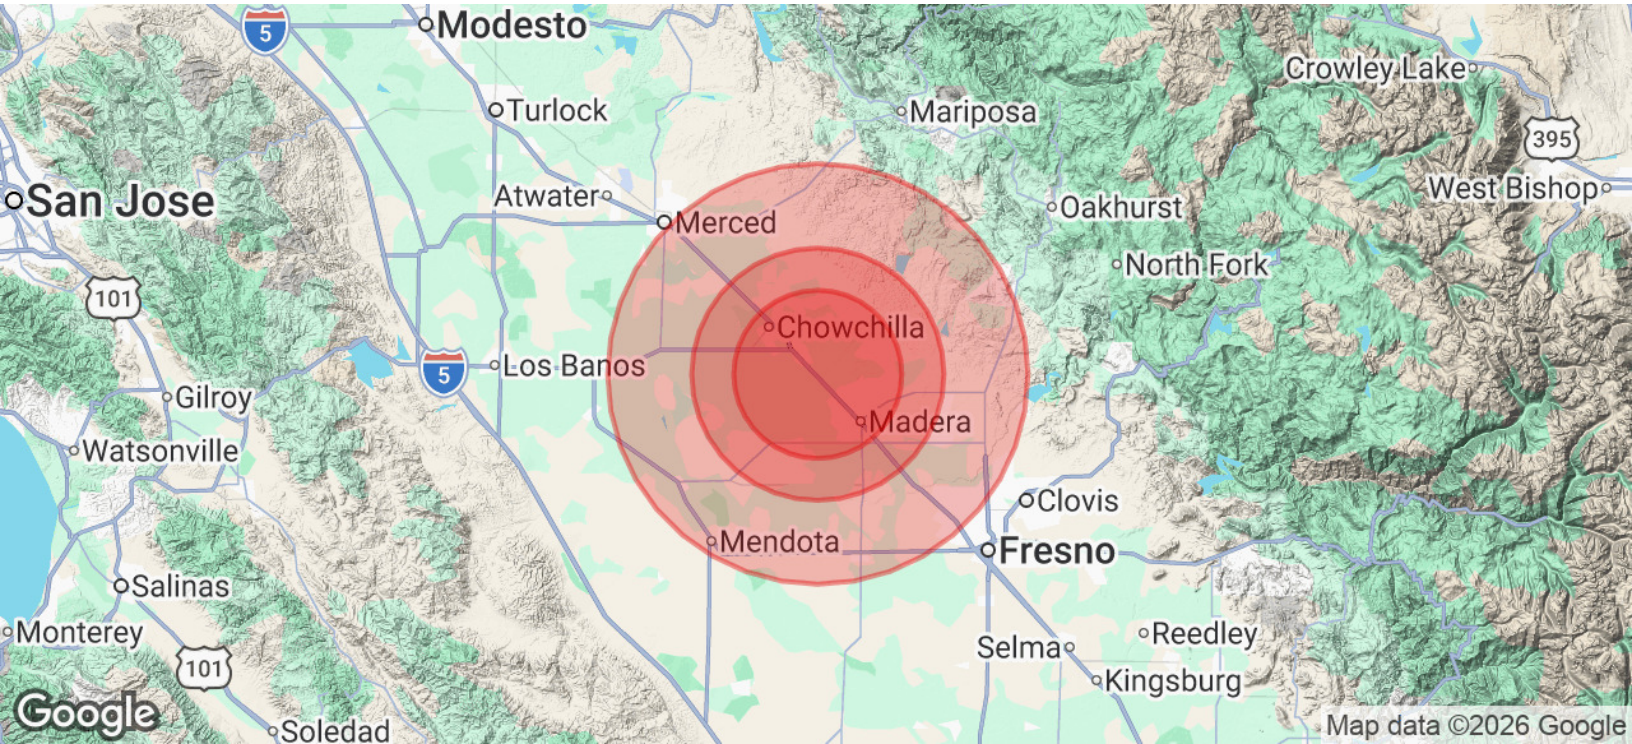 5
Modesto
Crowley Lake
Turlock
Mariposa
395
San Jose
Atwater
West Bishop
Merced
Oakhurst
North Fork
101
Chowchilla
5
Los Banos
Gilroy
Madera
Watsonville
Clovis
Mendota
Fresno
Salinas
Monterey
Reedley
Selma
101
Kingsburg
Google
Soledad
Map data ©2026 Google